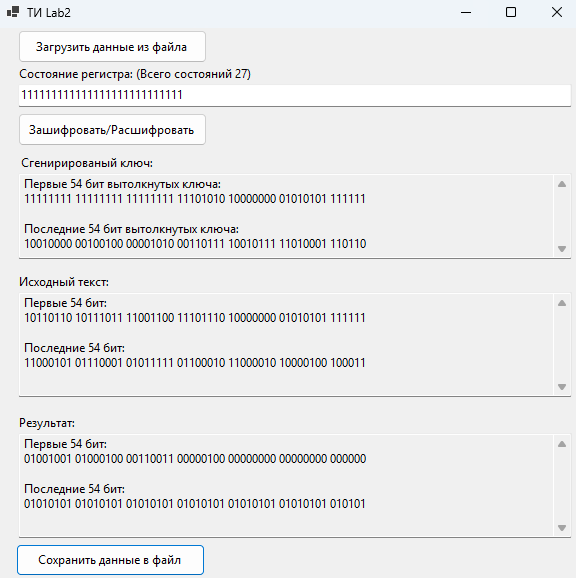 ТИ Lab2
Загрузить данные из файла
Состояние регистра: (Всего состояний 27)
111111111111111111111111111
Зашифровать/Расшифровать
Сгенирированый ключ:
Первые 54 бит вытолкнутых ключа:
11111111 11111111 11111111 11101010 10000000 01010101 111111
Последние 54 бит вытолкнутых ключа:
10010000 00100100 00001010 00110111 10010111 11010001 110110
Исходный текст:
Первые 54 бит:
10110110 10111011 11001100 11101110 10000000 01010101 111111
Последние 54 бит:
11000101 01110001 01011111 01100010 11000010 10000100 100011
Результат:
Первые 54 бит:
01001001 01000100 00110011 00000100 00000000 00000000 000000
Последние 54 бит:
01010101 01010101 01010101 01010101 01010101 01010101 010101
Сохранить данные в файл